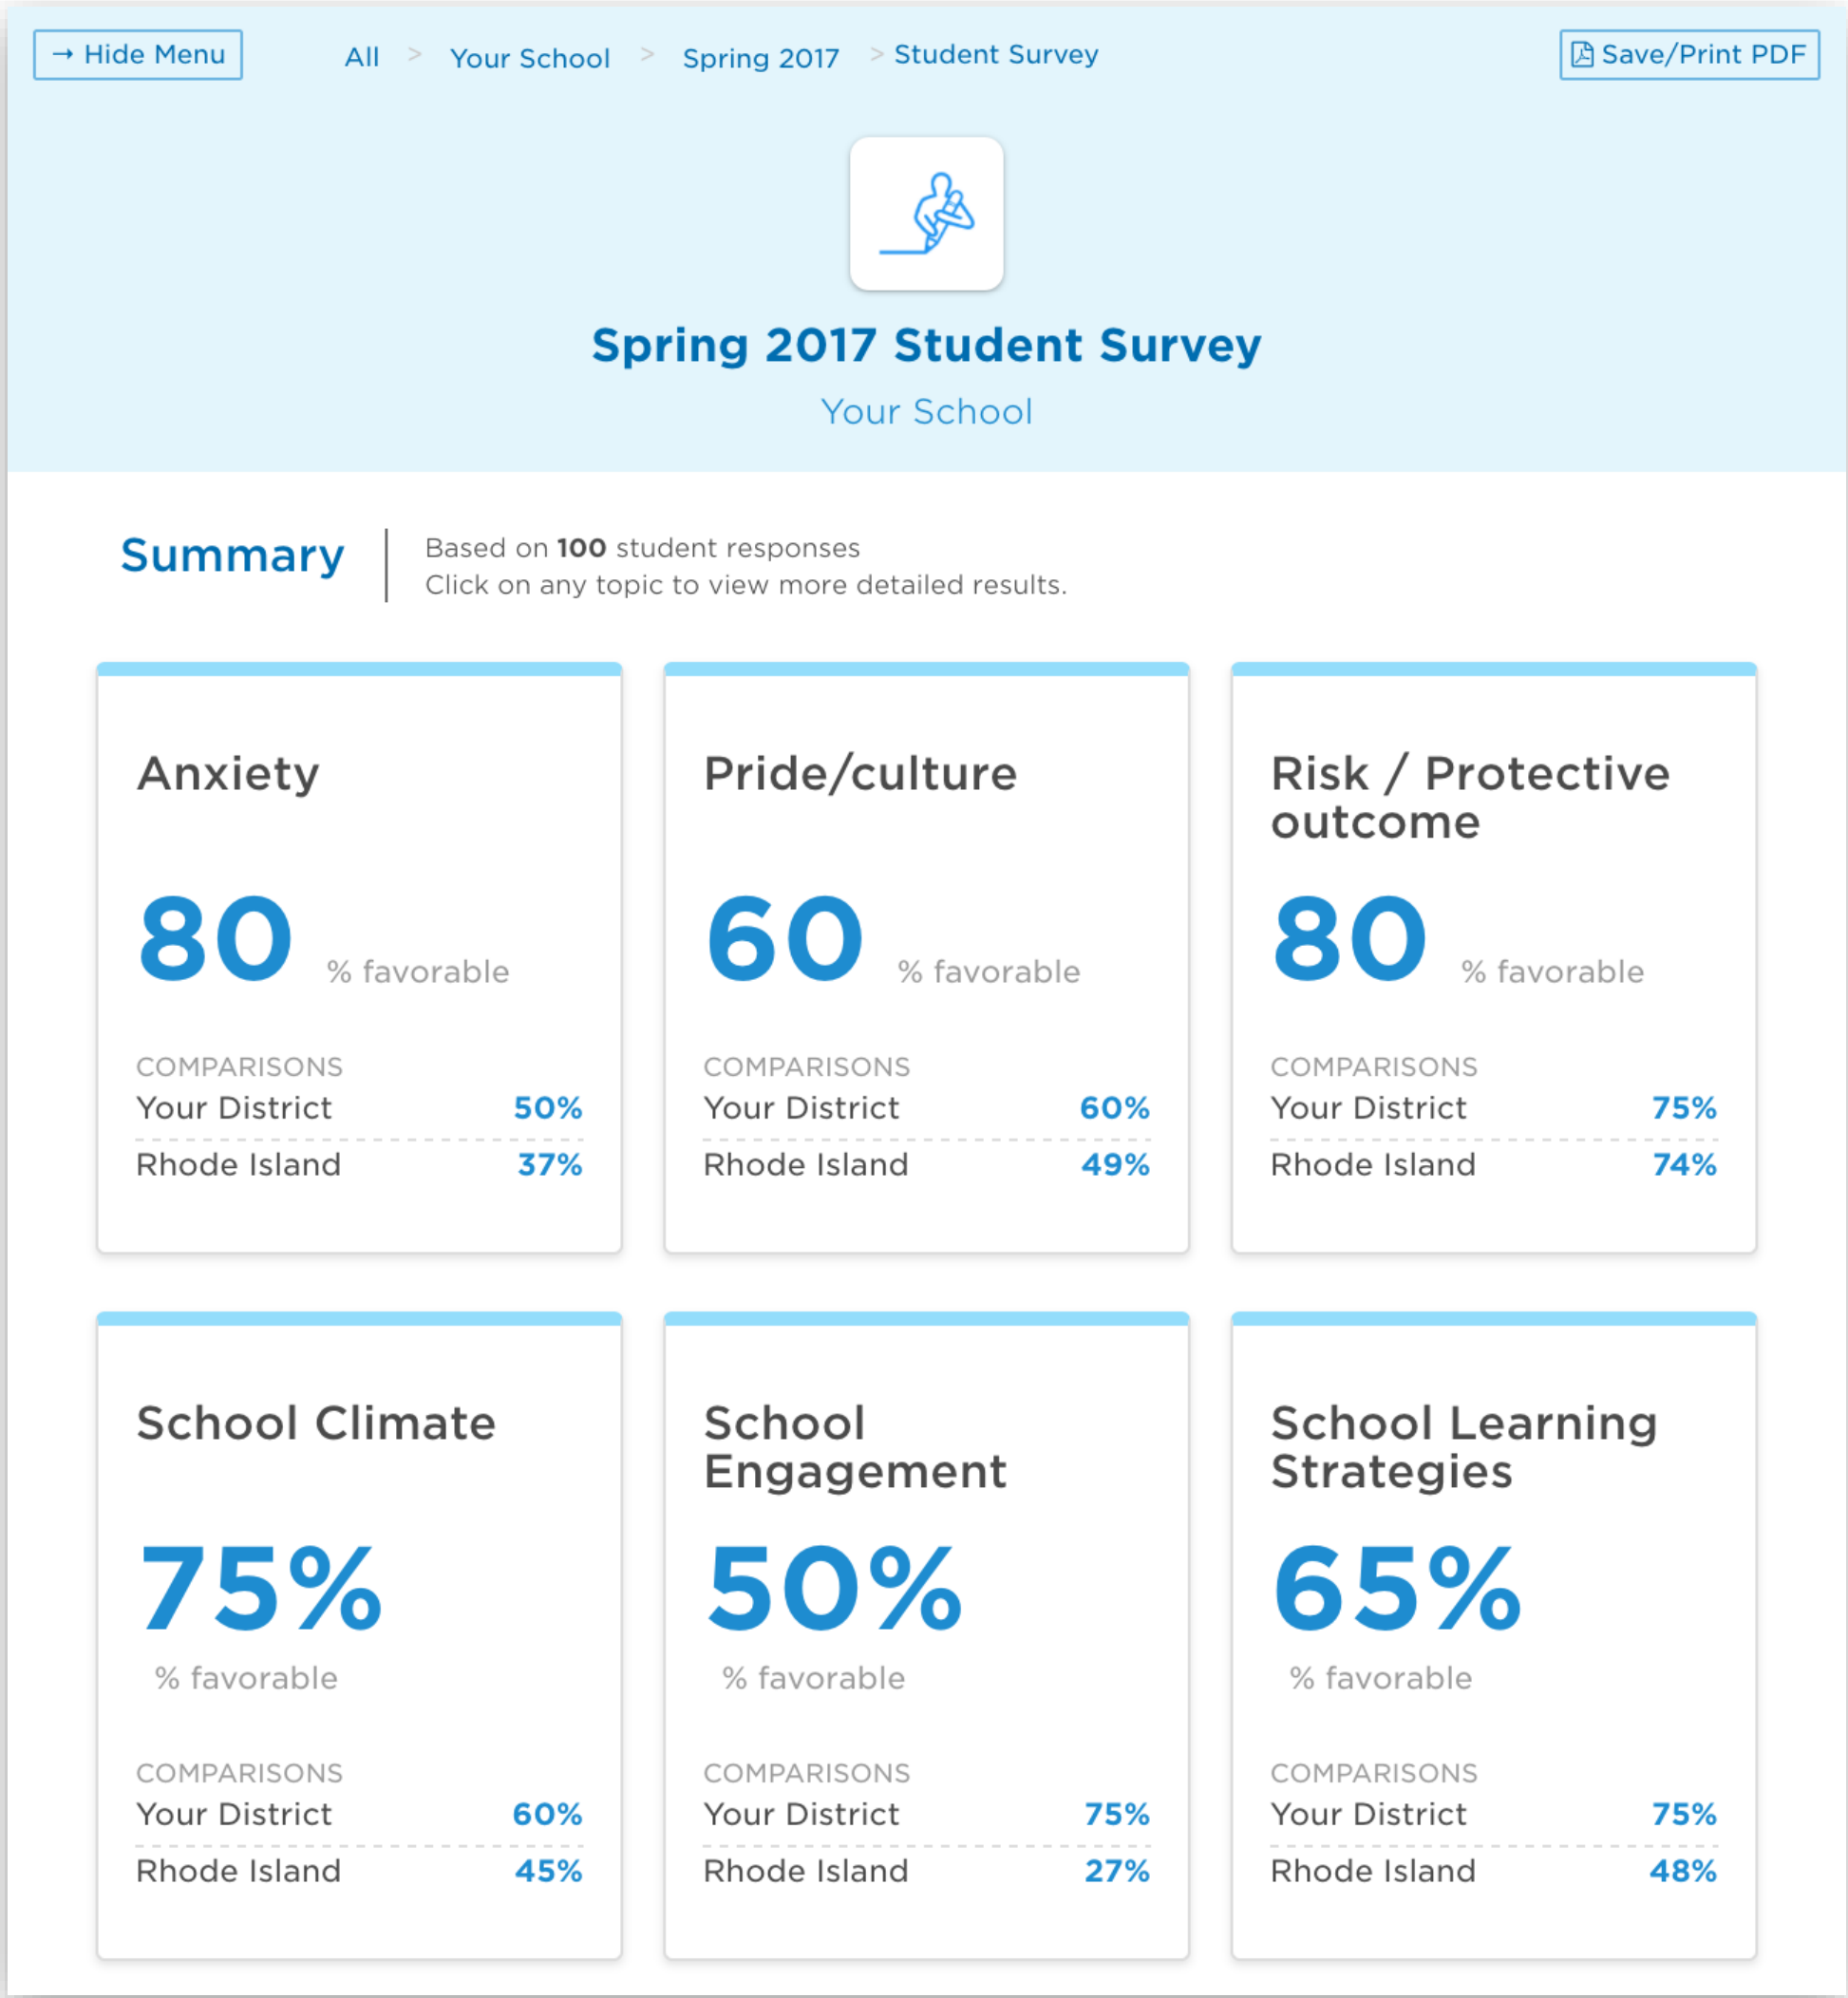 → Hide Menu All > Your School > Spring 2017 > Student Survey Save/Print PDF
Spring 2017 Student Survey
Your School
Summary
Based on 100 student responses
Click on any topic to view more detailed results.
Anxiety
80 % favorable
COMPARISONS
Your District 50%
Rhode Island 37%
Pride/culture
60 % favorable
COMPARISONS
Your District 60%
Rhode Island 49%
Risk / Protective
outcome
80 % favorable
COMPARISONS
Your District 75%
Rhode Island 74%
School Climate
75%
% favorable
COMPARISONS
Your District 60%
Rhode Island 45%
School
Engagement
50%
% favorable
COMPARISONS
Your District 75%
Rhode Island 27%
School Learning
Strategies
65%
% favorable
COMPARISONS
Your District 75%
Rhode Island 48%